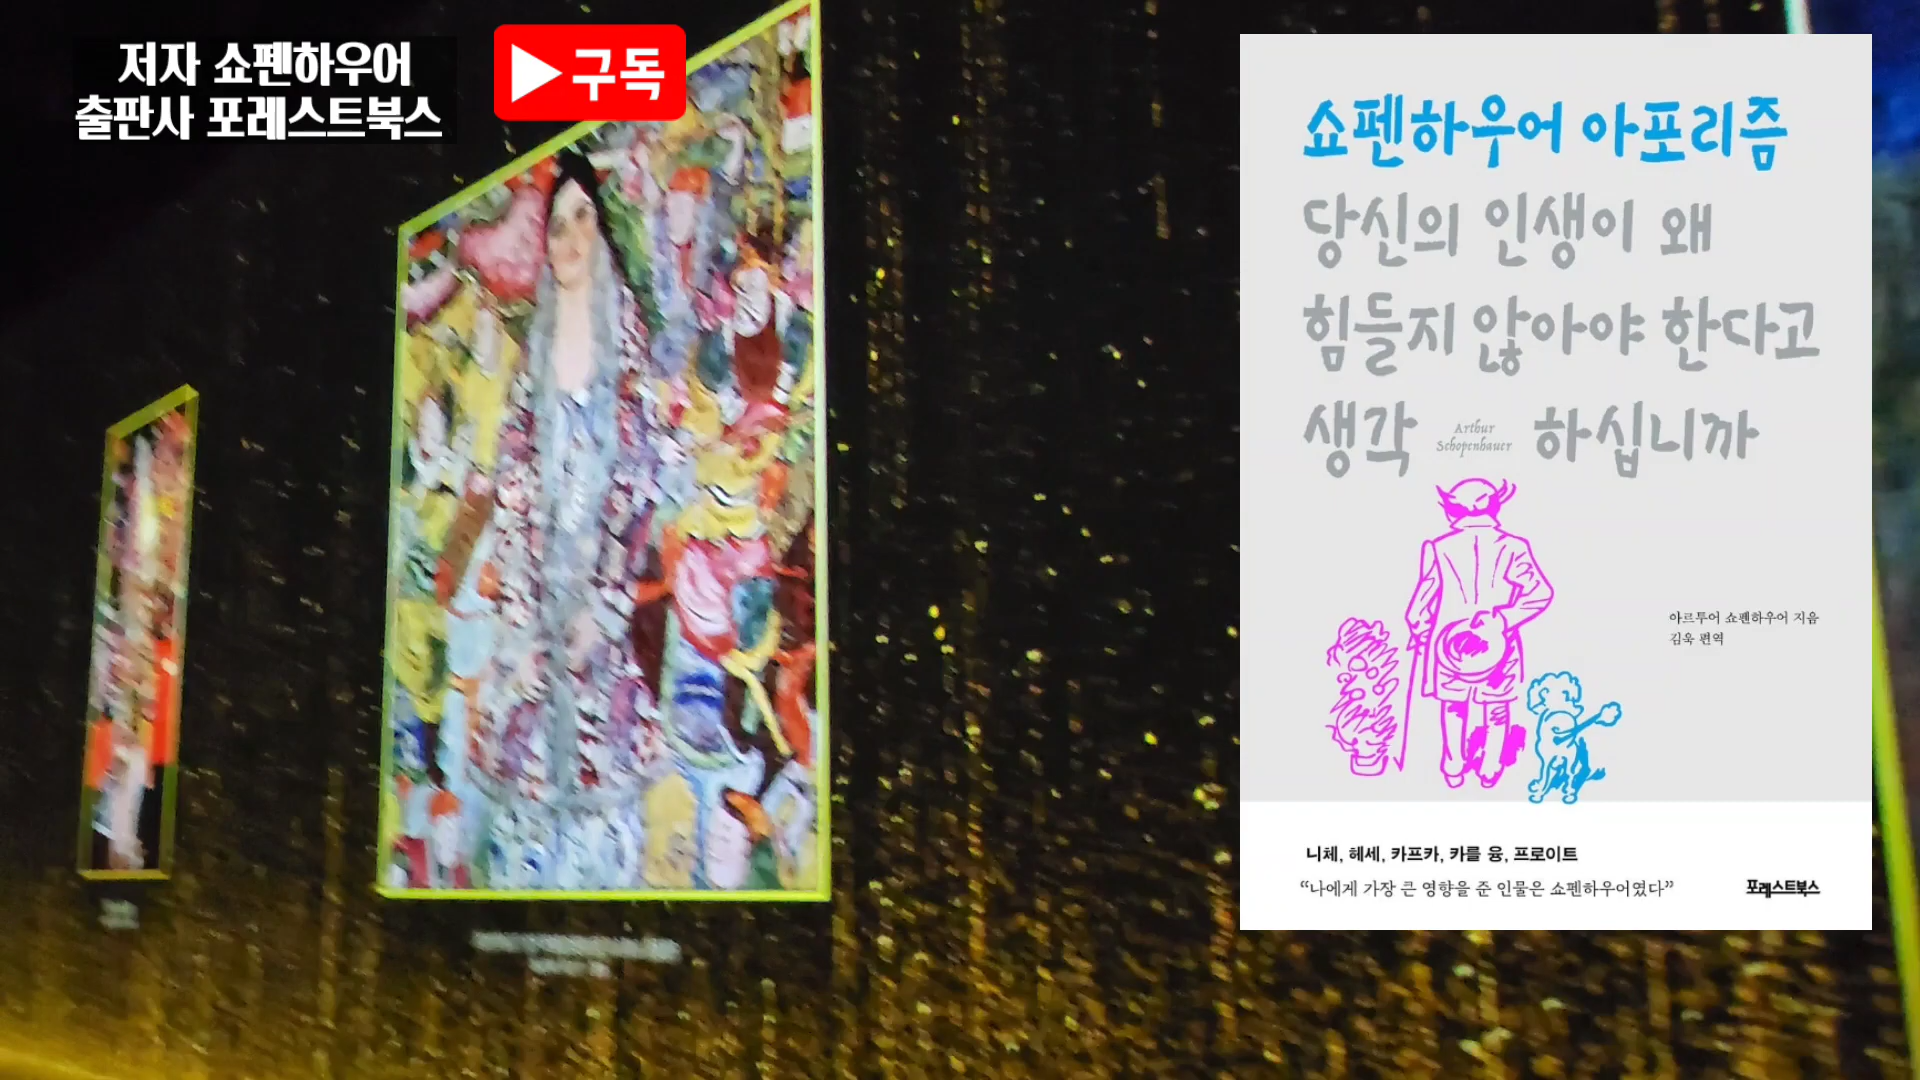 저자 쇼펜하우어
출판사 포레스트북스
구독
쇼펜하우어 아포리즘
당신의 인생이 왜
힘들지 않아야 한다고
생각 하십니까
Arthur
Schopenhauer
아르투어 쇼펜하우어 지음
김욱 편역
니체, 헤세, 카프카, 카를 융, 프로이트
“나에게 가장 큰 영향을 준 인물은 쇼펜하우어였다”
포레스트북스